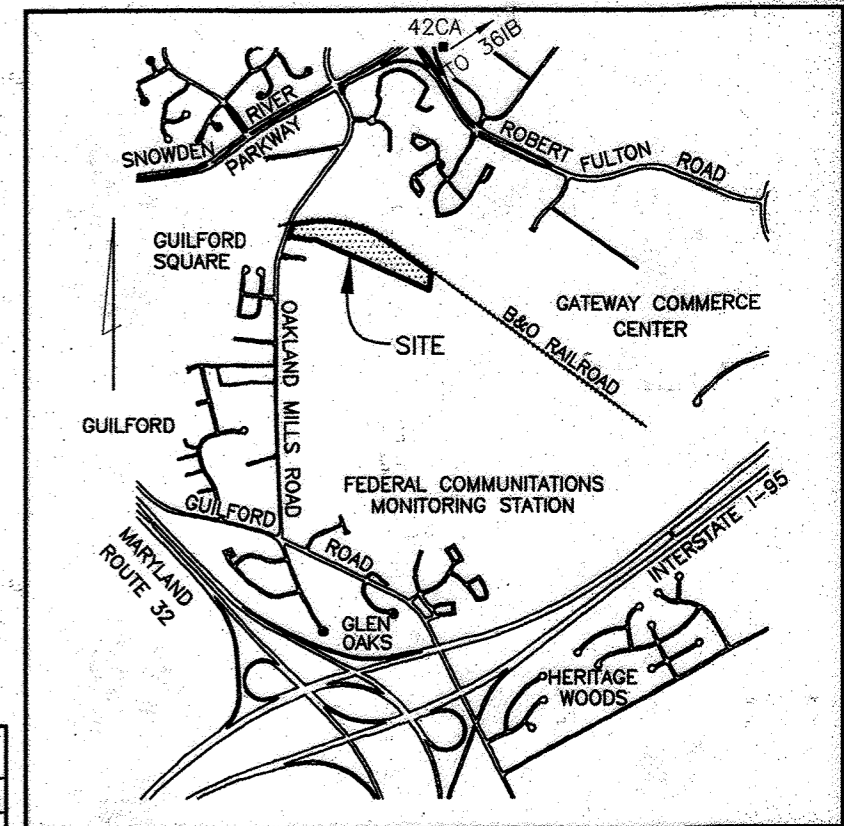 42CA
TO 361B
SNOWDEN RIVER
PARKWAY
ROBERT FULTON ROAD
GUILFORD
SQUARE
OAKLAND MILLS ROAD
SITE
B&O RAILROAD
GATEWAY COMMERCE
CENTER
GUILFORD
FEDERAL COMMUNITATIONS
MONITORING STATION
GUILFORD ROAD
MARYLAND
ROUTE 32
INTERSTATE I-95
GLEN
OAKS
HERITAGE
WOODS